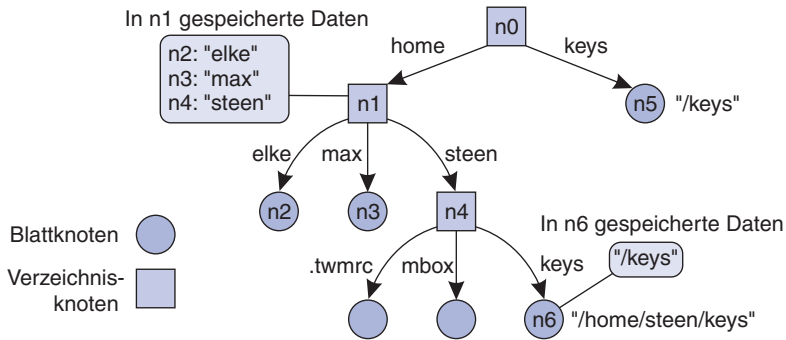 In n1 gespeicherte Daten
n2: "elke"
n3: "max"
n4: "steen"
n0
home
keys
n1
n5
"/keys"
elke
max
steen
n2
n3
n4
Blattknoten
Verzeichnis-
knoten
In n6 gespeicherte Daten
"/keys"
.twmrc
mbox
keys
n6
"/home/steen/keys"